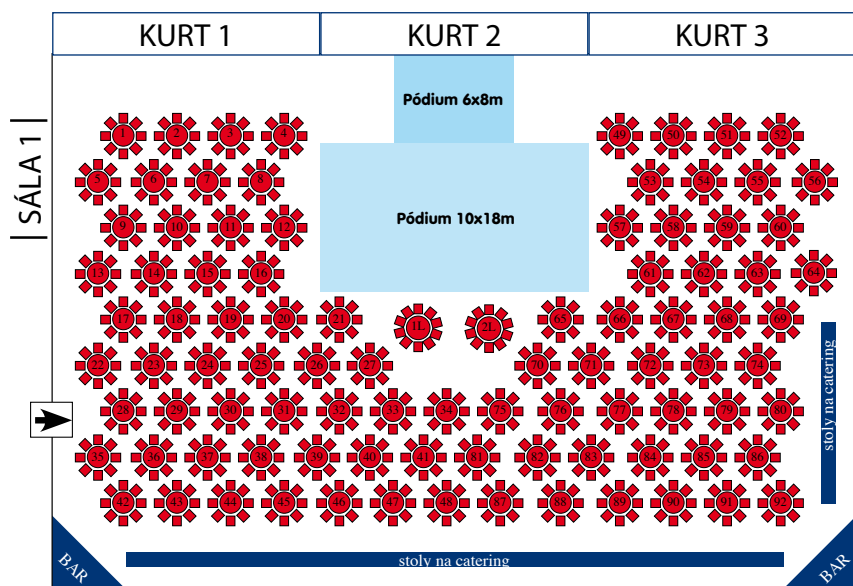 KURT 1 KURT 2 KURT 3
SÁLA 1
Pódium 6x8m
1 2 3 4 49 50 51 52
5 6 7 8 53 54 55 56
Pódium 10x18m
9 10 11 12 57 58 59 60
13 14 15 16 61 62 63 64
17 18 19 20 21 1L 2L 65 66 67 68 69
22 23 24 25 26 27 70 71 72 73 74
28 29 30 31 32 33 34 75 76 77 78 79 80
stoly na catering
35 36 37 38 39 40 41 81 82 83 84 85 86
42 43 44 45 46 47 48 87 88 89 90 91 92
BAR stoly na catering BAR